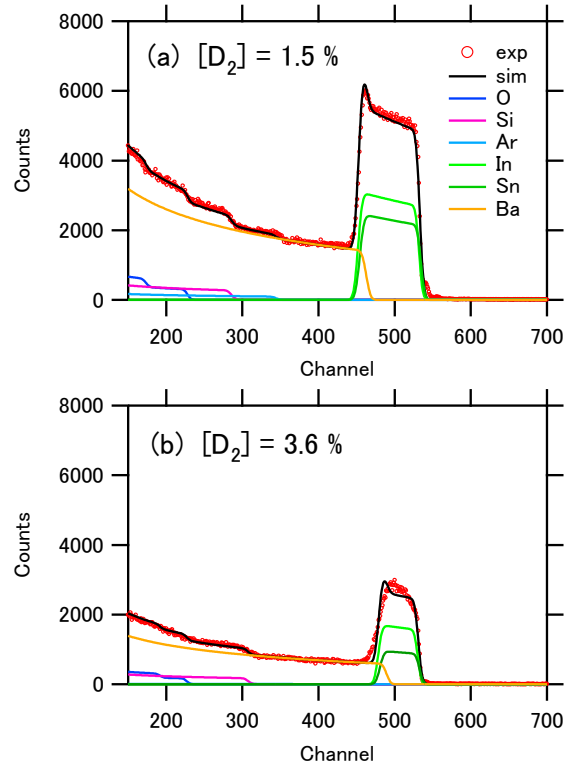 8000
(a) [D₂] = 1.5 %
exp
sim
O
Si
Ar
In
Sn
Ba
6000
4000
2000
0
Counts
200 300 400 500 600 700
Channel
8000
(b) [D₂] = 3.6 %
6000
4000
2000
0
Counts
200 300 400 500 600 700
Channel